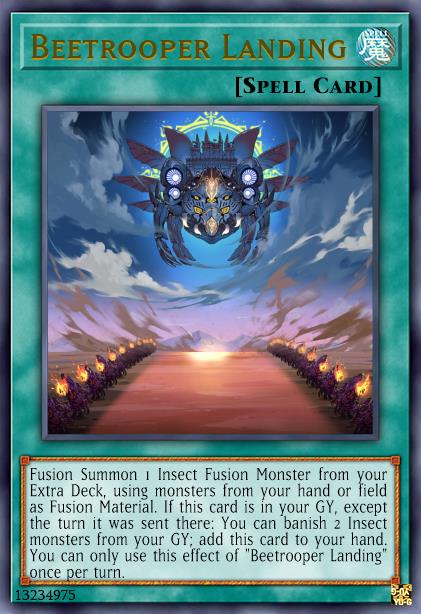 Beetrooper Landing
魔
[Spell Card]
Fusion Summon 1 Insect Fusion Monster from your
Extra Deck, using monsters from your hand or field
as Fusion Material. If this card is in your GY, except
the turn it was sent there: You can banish 2 Insect
monsters from your GY; add this card to your hand.
You can only use this effect of "Beetrooper Landing"
once per turn.
13234975